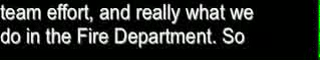 team effort, and really what we
do in the Fire Department. So